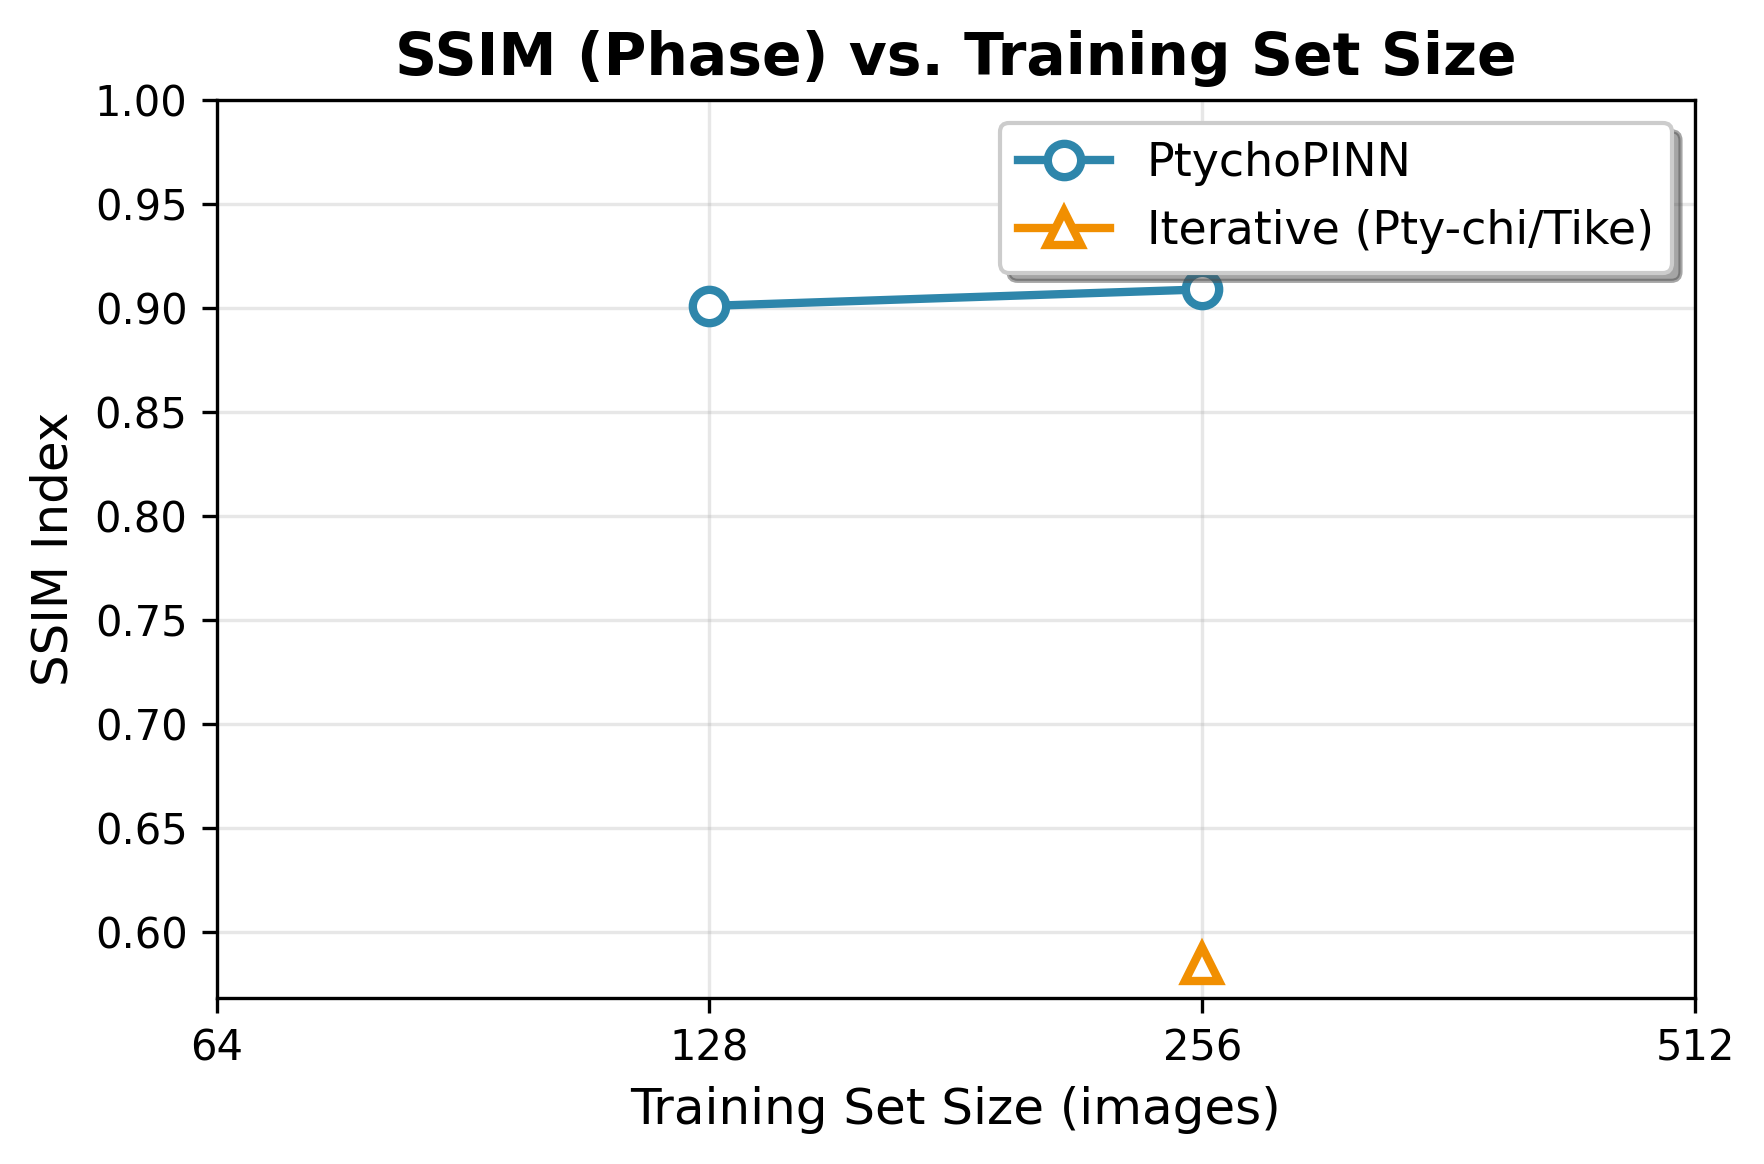 SSIM (Phase) vs. Training Set Size
1.00
0.95
0.90
0.85
0.80
0.75
0.70
0.65
0.60
SSIM Index
PtychoPINN
Iterative (Pty-chi/Tike)
64 128 256 512
Training Set Size (images)